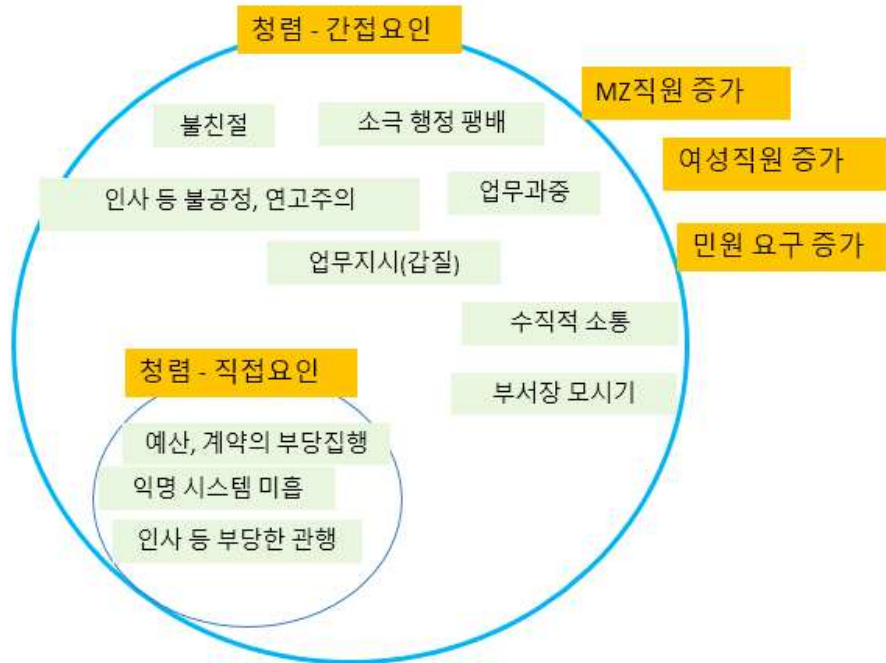 청렴 - 간접요인
MZ직원 증가
불친절
소극 행정 팽배
여성직원 증가
인사 등 불공정, 연고주의
업무과중
민원 요구 증가
업무지시(갑질)
수직적 소통
청렴 - 직접요인
부서장 모시기
예산, 계약의 부당집행
익명 시스템 미흡
인사 등 부당한 관행